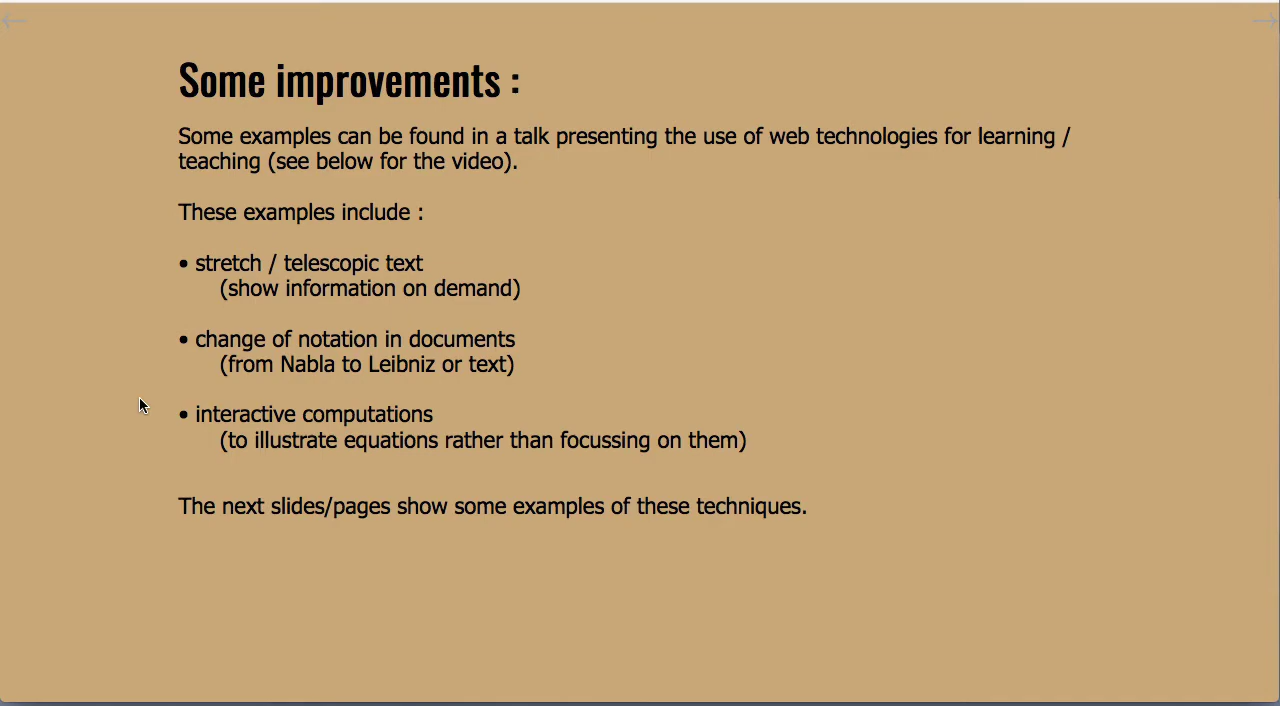 Some improvements :
Some examples can be found in a talk presenting the use of web technologies for learning /
teaching (see below for the video).
These examples include :
• stretch / telescopic text
(show information on demand)
• change of notation in documents
(from Nabla to Leibniz or text)
• interactive computations
(to illustrate equations rather than focussing on them)
The next slides/pages show some examples of these techniques.